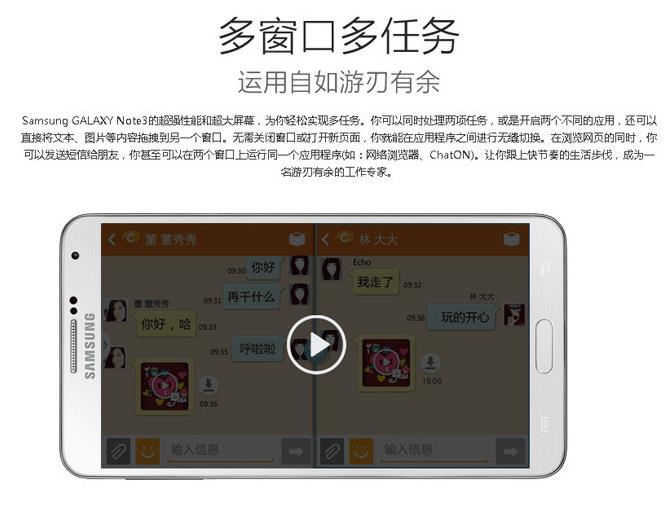 多窗口多任务
运用自如游刃有余
Samsung GALAXY Note3的超强性能和超大屏幕，为你轻松实现多任务。你可以同时处理两项任务，或是开启两个不同的应用，还可以
直接将文本、图片等内容拖拽到另一个窗口。无需关闭窗口或打开新页面，你就能在应用程序之间进行无缝切换。在浏览网页的同时，你
可以发送短信给朋友，你甚至可以在两个窗口上运行同一个应用程序(如：网络浏览器、ChatON)。让你跟上快节奏的生活步伐，成为一
名游刃有余的工作专家。
SAMSUNG
董 董秀秀
09:30 你好
09:31 再干什么
董 董秀秀
你好，哈 09:33
09:35 呼啦啦
09:36
输入信息
林 大大
Echo
我走了 09:32
林 大大
09:36 玩的开心
18:09
输入信息